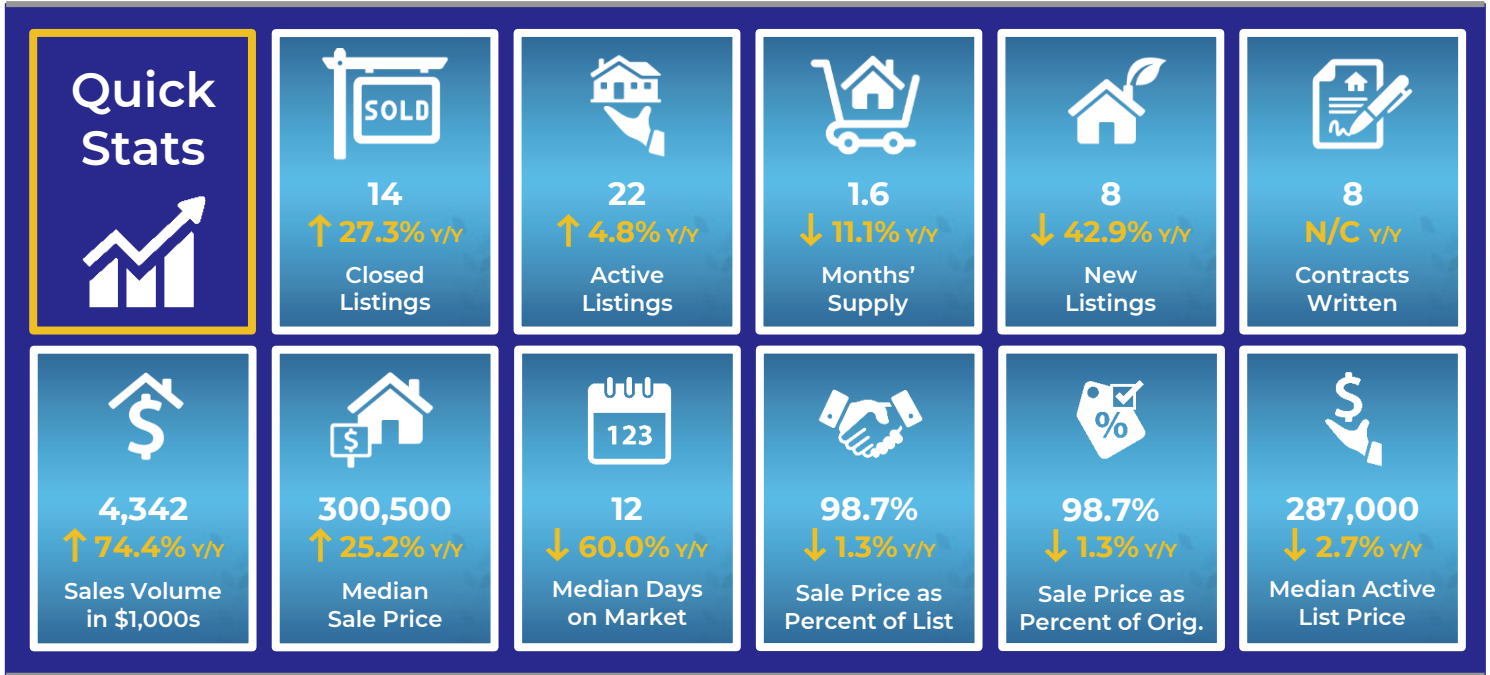 Quick
Stats
SOLD
14
↑ 27.3% Y/Y
Closed
Listings
22
↑ 4.8% Y/Y
Active
Listings
1.6
↓ 11.1% Y/Y
Months’
Supply
8
↓ 42.9% Y/Y
New
Listings
8
N/C Y/Y
Contracts
Written
$
4,342
↑ 74.4% Y/Y
Sales Volume
in $1,000s
$
300,500
↑ 25.2% Y/Y
Median
Sale Price
123
12
↓ 60.0% Y/Y
Median Days
on Market
98.7%
↓ 1.3% Y/Y
Sale Price as
Percent of List
%
98.7%
↓ 1.3% Y/Y
Sale Price as
Percent of Orig.
$
287,000
↓ 2.7% Y/Y
Median Active
List Price